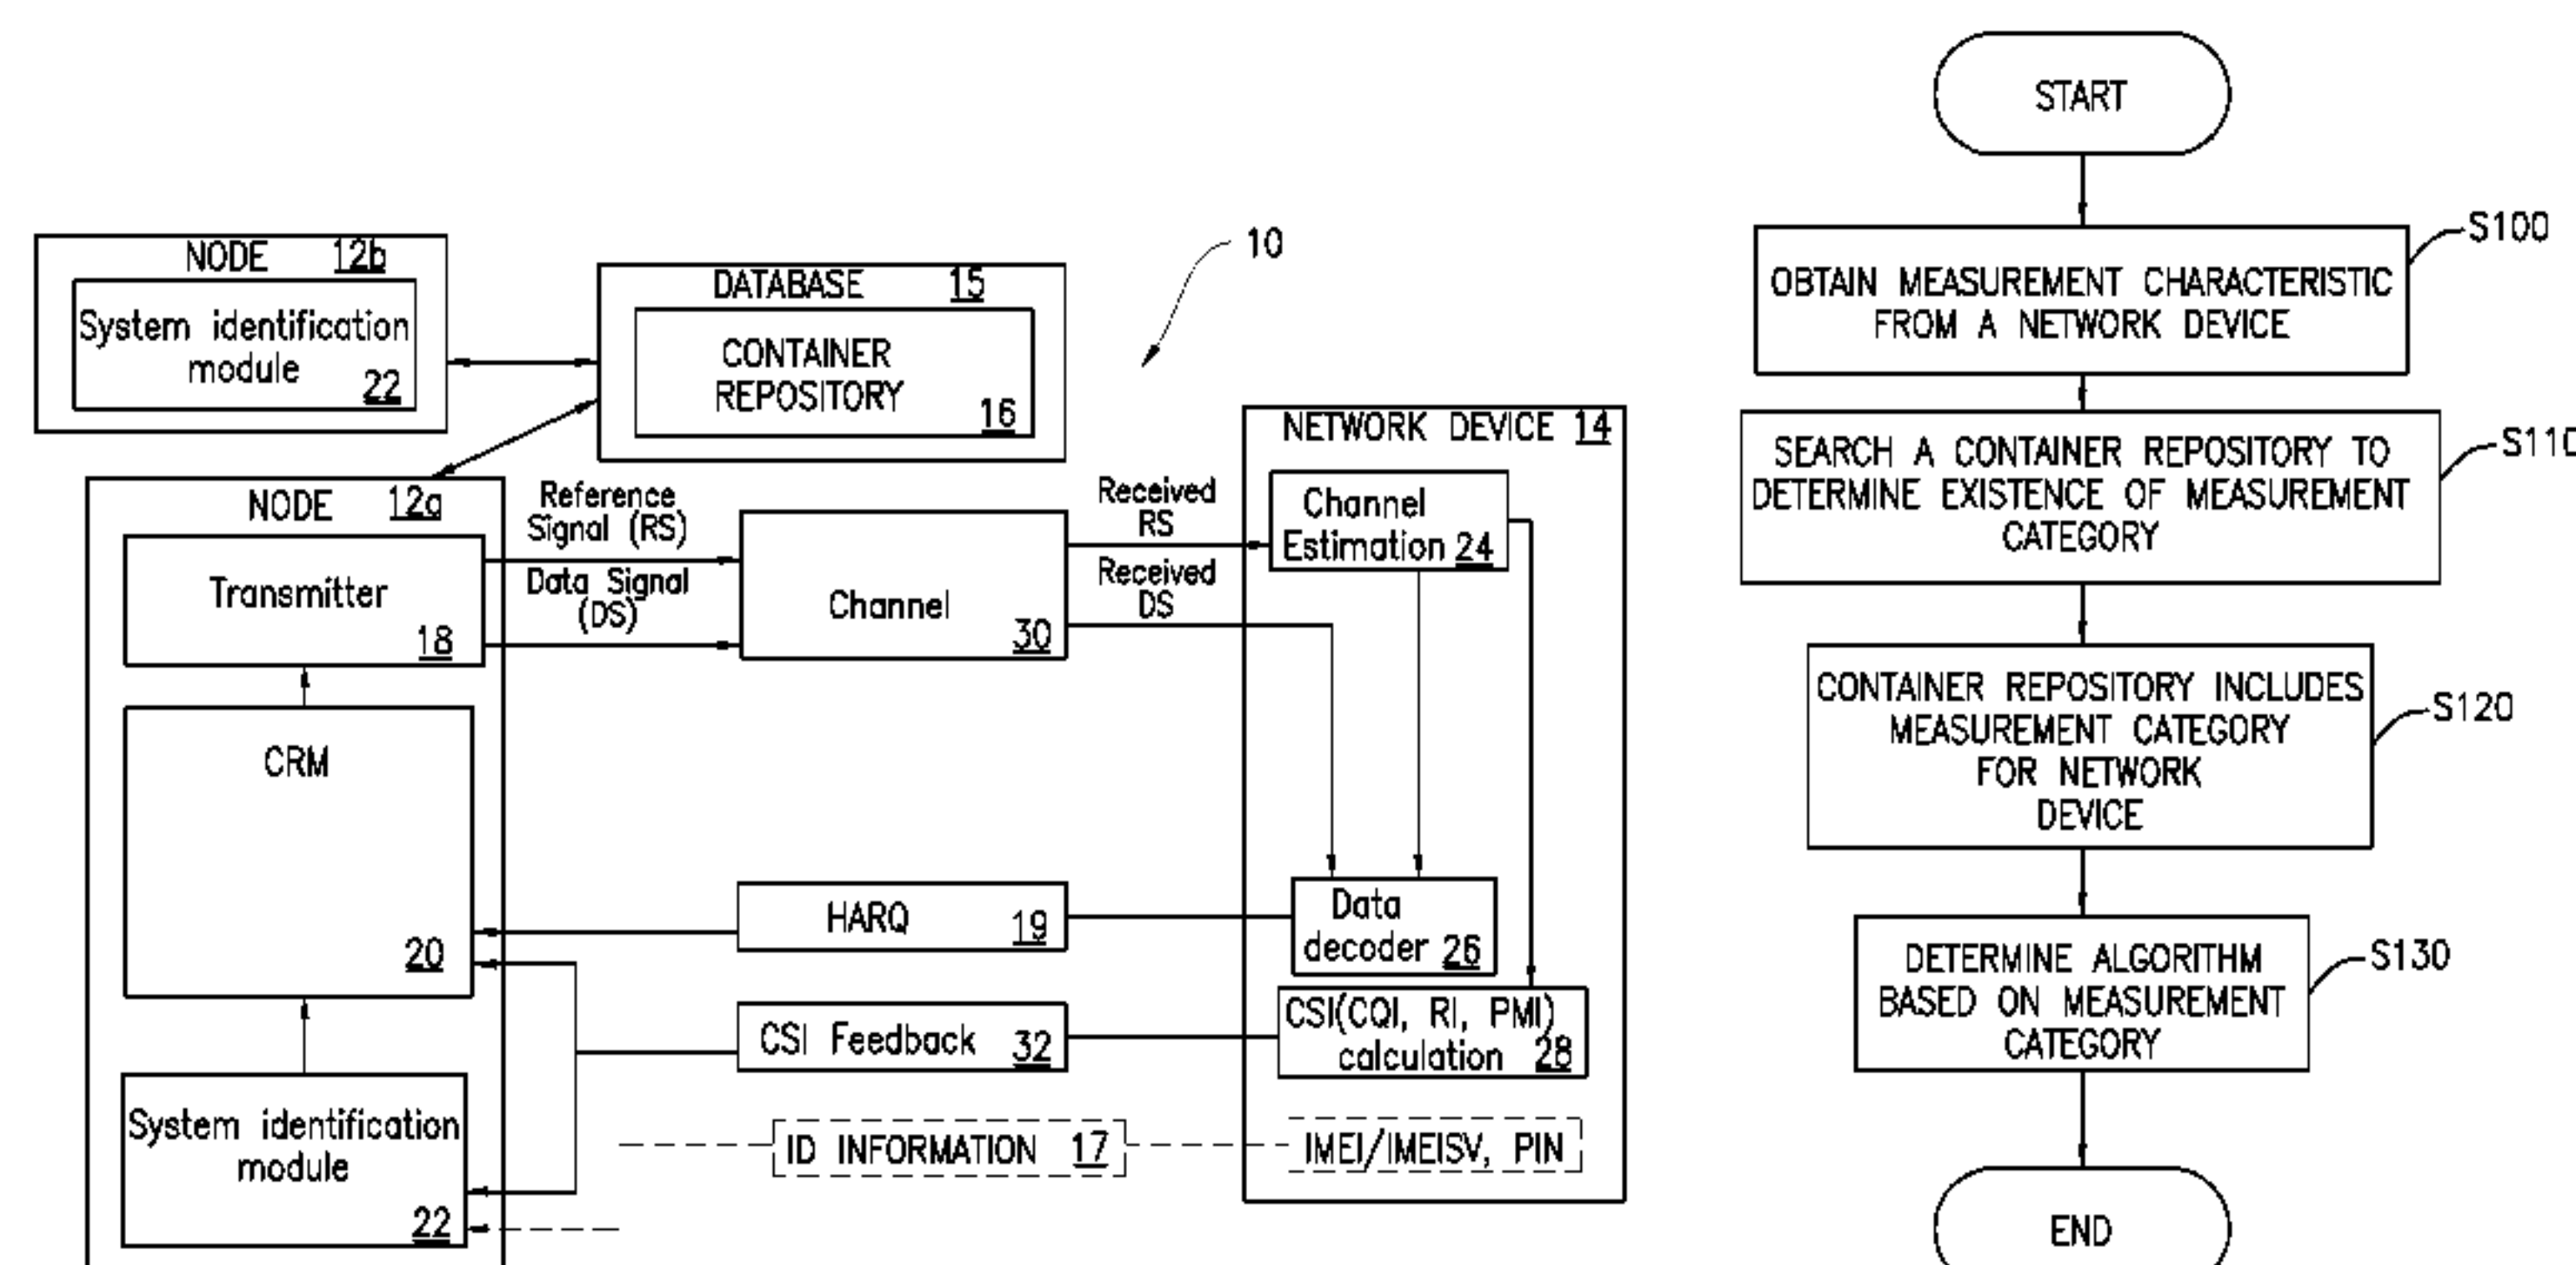 NODE 12b
System identification
module 22
DATABASE 15
CONTAINER
REPOSITORY 16
10
NODE 12a
Transmitter
18
CRM
20
System identification
module
22
Reference
Signal (RS)
Data Signal
(DS)
Channel
30
Received
RS
Received
DS
NETWORK DEVICE 14
Channel
Estimation 24
Data
decoder 26
CSI(CQI, RI, PMI)
calculation 28
HARQ 19
CSI Feedback 32
ID INFORMATION 17
IMEI/IMEISV, PIN
START
OBTAIN MEASUREMENT CHARACTERISTIC
FROM A NETWORK DEVICE
S100
SEARCH A CONTAINER REPOSITORY TO
DETERMINE EXISTENCE OF MEASUREMENT
CATEGORY
S110
CONTAINER REPOSITORY INCLUDES
MEASUREMENT CATEGORY
FOR NETWORK
DEVICE
S120
DETERMINE ALGORITHM
BASED ON MEASUREMENT
CATEGORY
S130
END